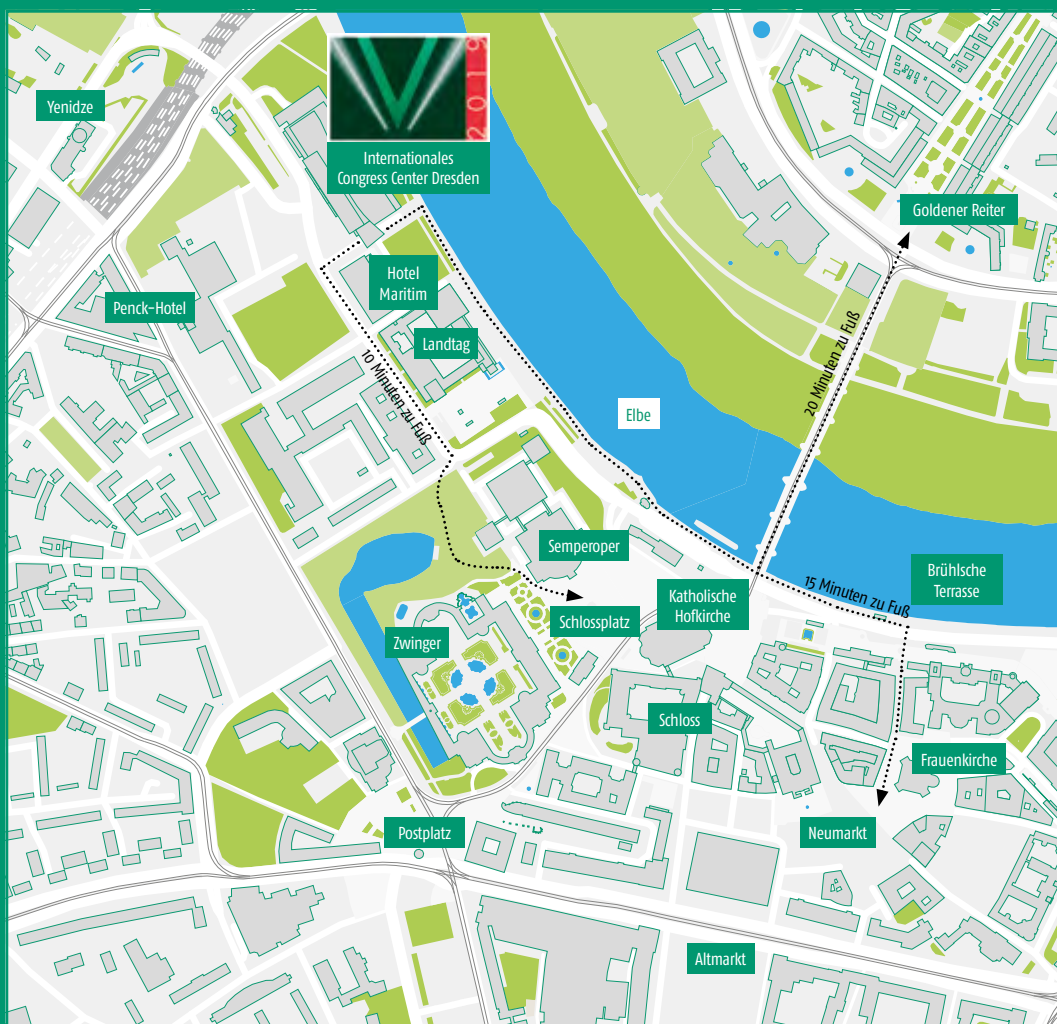 Yenidze
2019
Internationales
Congress Center Dresden
Goldener Reiter
Hotel
Maritim
Penck-Hotel
Landtag
10 Minuten zu Fuß
20 Minuten zu Fuß
Elbe
Semperoper
Brühlsche
Terrasse
15 Minuten zu Fuß
Katholische
Hofkirche
Schlossplatz
Zwinger
Schloss
Frauenkirche
Postplatz
Neumarkt
Altmarkt